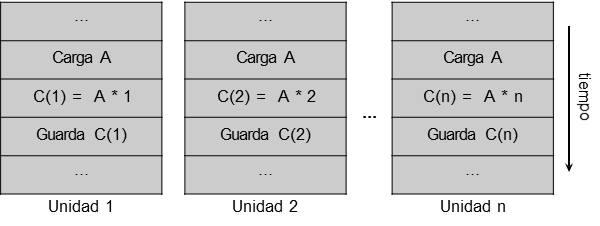 ...
Carga A
C(1) = A * 1
Guarda C(1)
...
Unidad 1
...
Carga A
C(2) = A * 2
Guarda C(2)
...
Unidad 2
...
...
Carga A
C(n) = A * n
Guarda C(n)
...
Unidad n
tiempo